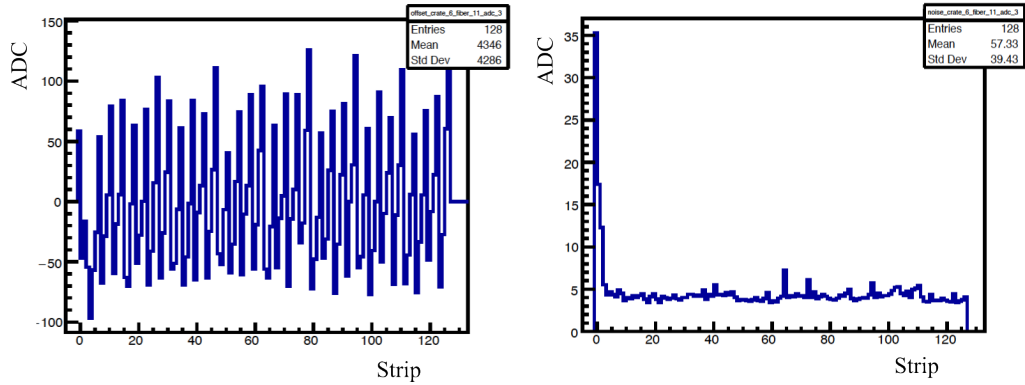 offset_crate_6_fiber_11_adc_3
Entries 128
Mean 4346
Std Dev 4286
ADC
150
100
50
0
−50
-100
0 20 40 60 80 100 120
Strip
noise_crate_6_fiber_11_adc_3
Entries 128
Mean 57.33
Std Dev 39.43
ADC
35
30
25
20
15
10
5
0
0 20 40 60 80 100 120
Strip